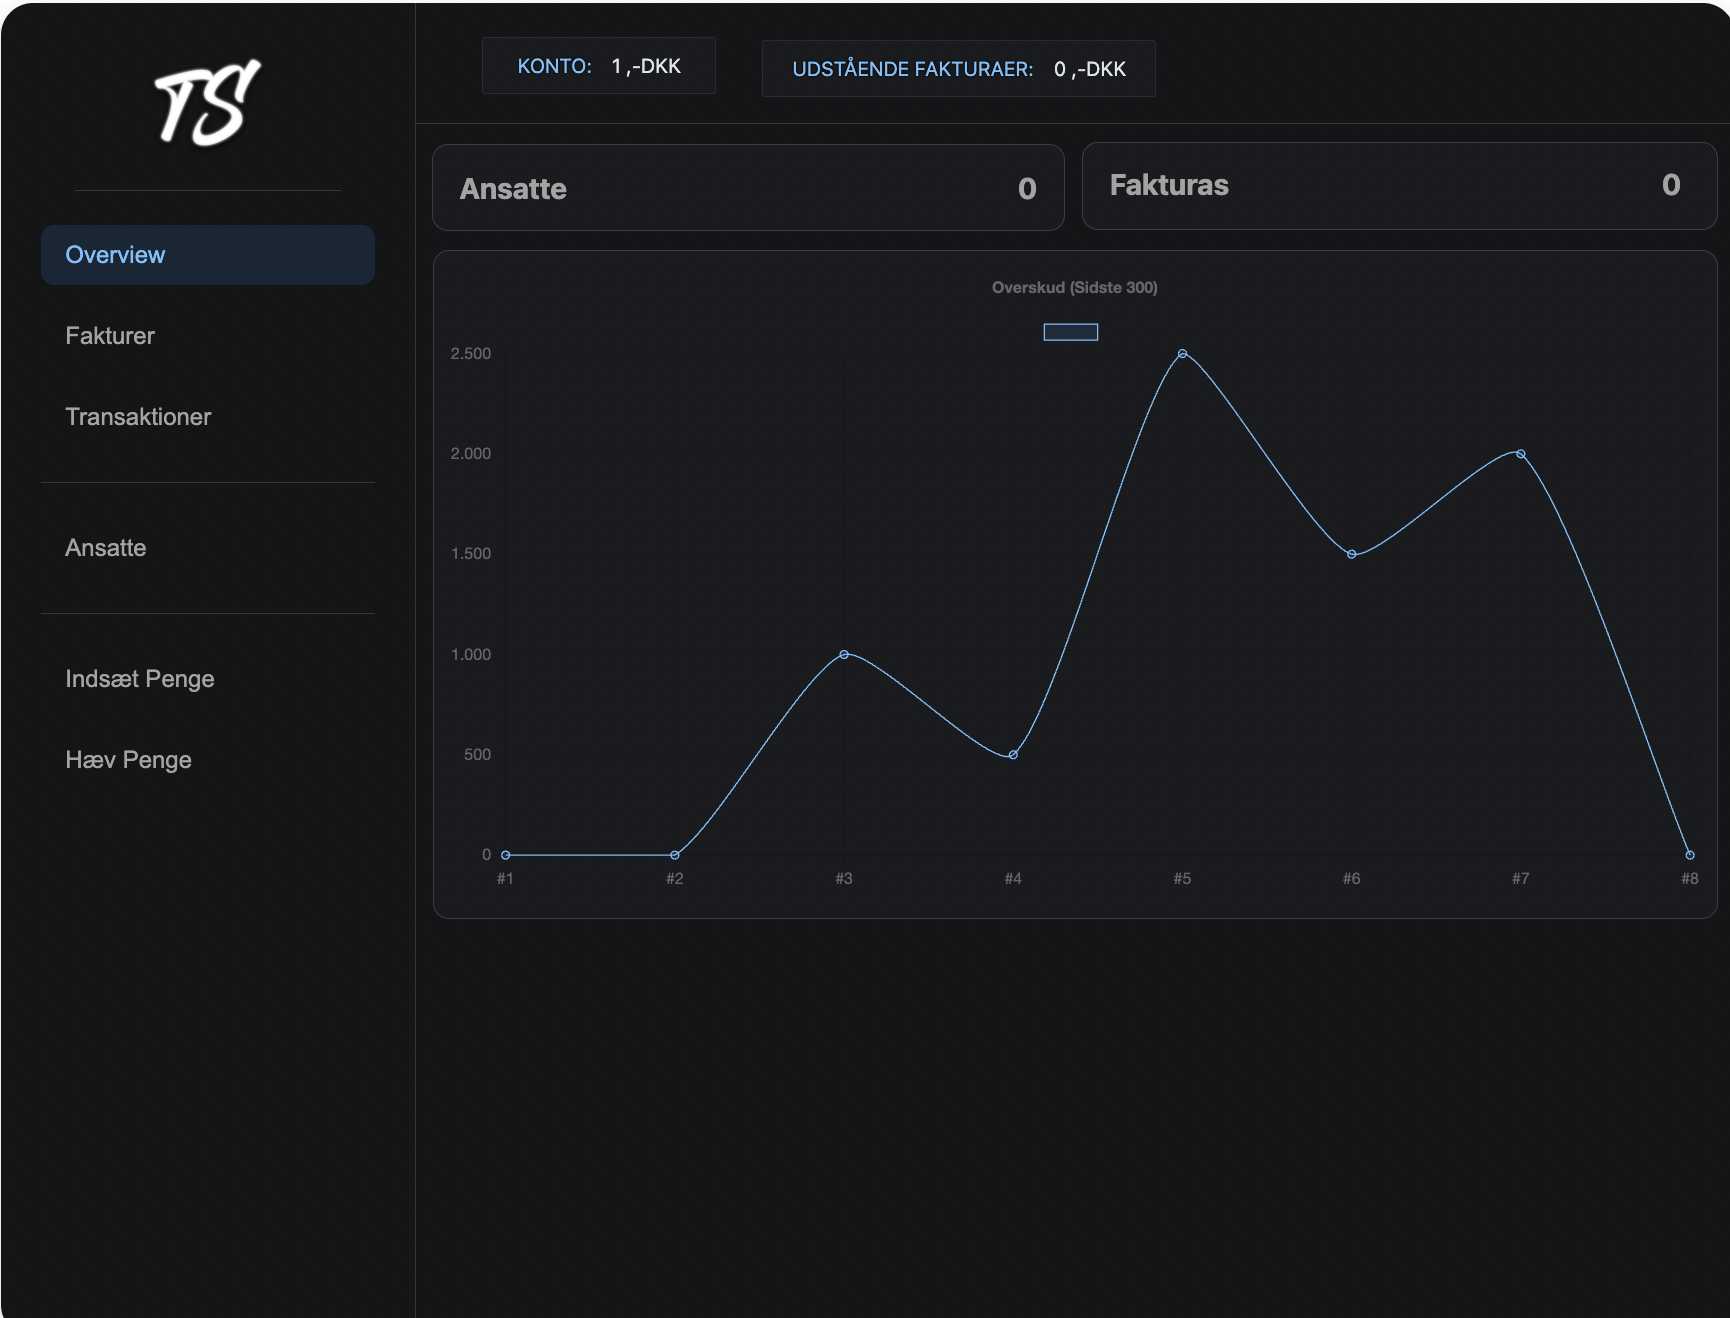 TS
KONTO: 1 ,-DKK
UDSTÅENDE FAKTURAER: 0 ,-DKK
Overview
Fakturer
Transaktioner
Ansatte
Indsæt Penge
Hæv Penge
Ansatte 0
Fakturas 0
Overskud (Sidste 300)
2.500
2.000
1.500
1.000
500
0
#1 #2 #3 #4 #5 #6 #7 #8